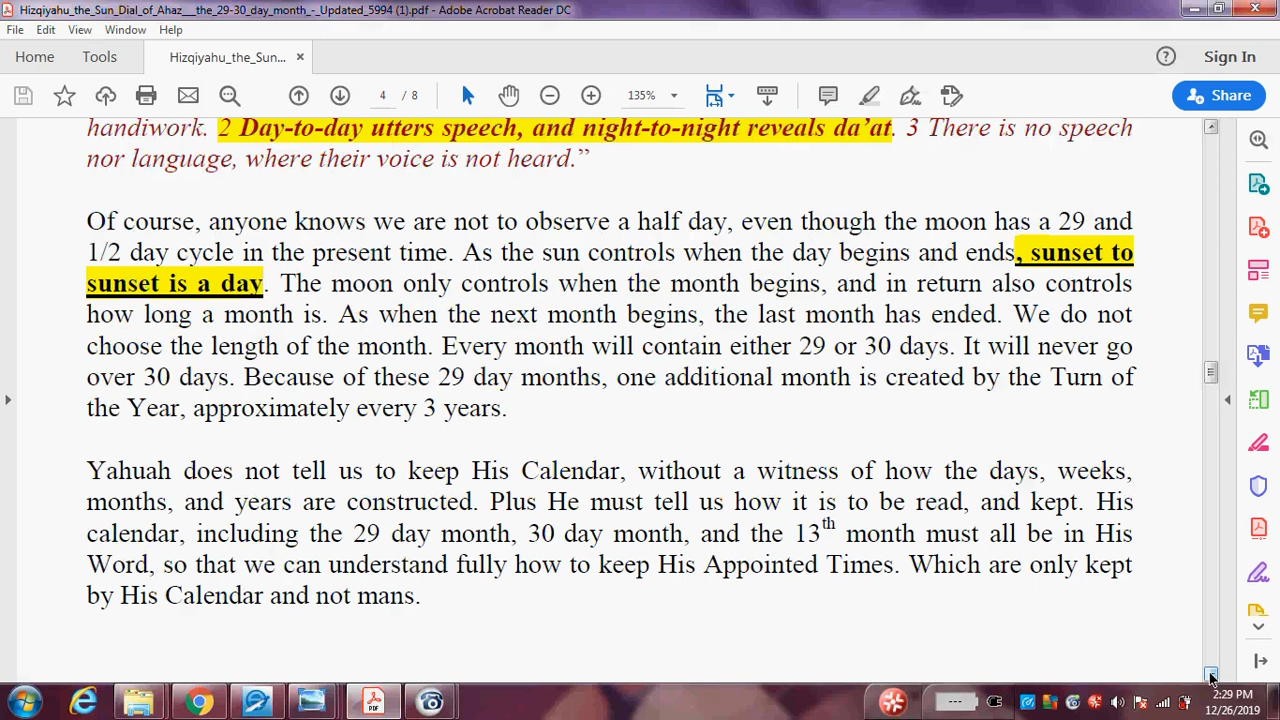 Hizqiyahu_the_Sun_Dial_of_Ahaz___the_29-30_day_month_-_Updated_5994 (1).pdf - Adobe Acrobat Reader DC
File Edit View Window Help
Home Tools Hizqiyahu_the_Sun... × Sign In
4 / 8 135% Share
handiwork. 2 Day-to-day utters speech, and night-to-night reveals da’at. 3 There is no speech
nor language, where their voice is not heard.”
Of course, anyone knows we are not to observe a half day, even though the moon has a 29 and
1/2 day cycle in the present time. As the sun controls when the day begins and ends, sunset to
sunset is a day. The moon only controls when the month begins, and in return also controls
how long a month is. As when the next month begins, the last month has ended. We do not
choose the length of the month. Every month will contain either 29 or 30 days. It will never go
over 30 days. Because of these 29 day months, one additional month is created by the Turn of
the Year, approximately every 3 years.
Yahuah does not tell us to keep His Calendar, without a witness of how the days, weeks,
months, and years are constructed. Plus He must tell us how it is to be read, and kept. His
calendar, including the 29 day month, 30 day month, and the 13th month must all be in His
Word, so that we can understand fully how to keep His Appointed Times. Which are only kept
by His Calendar and not mans.
2:29 PM
12/26/2019